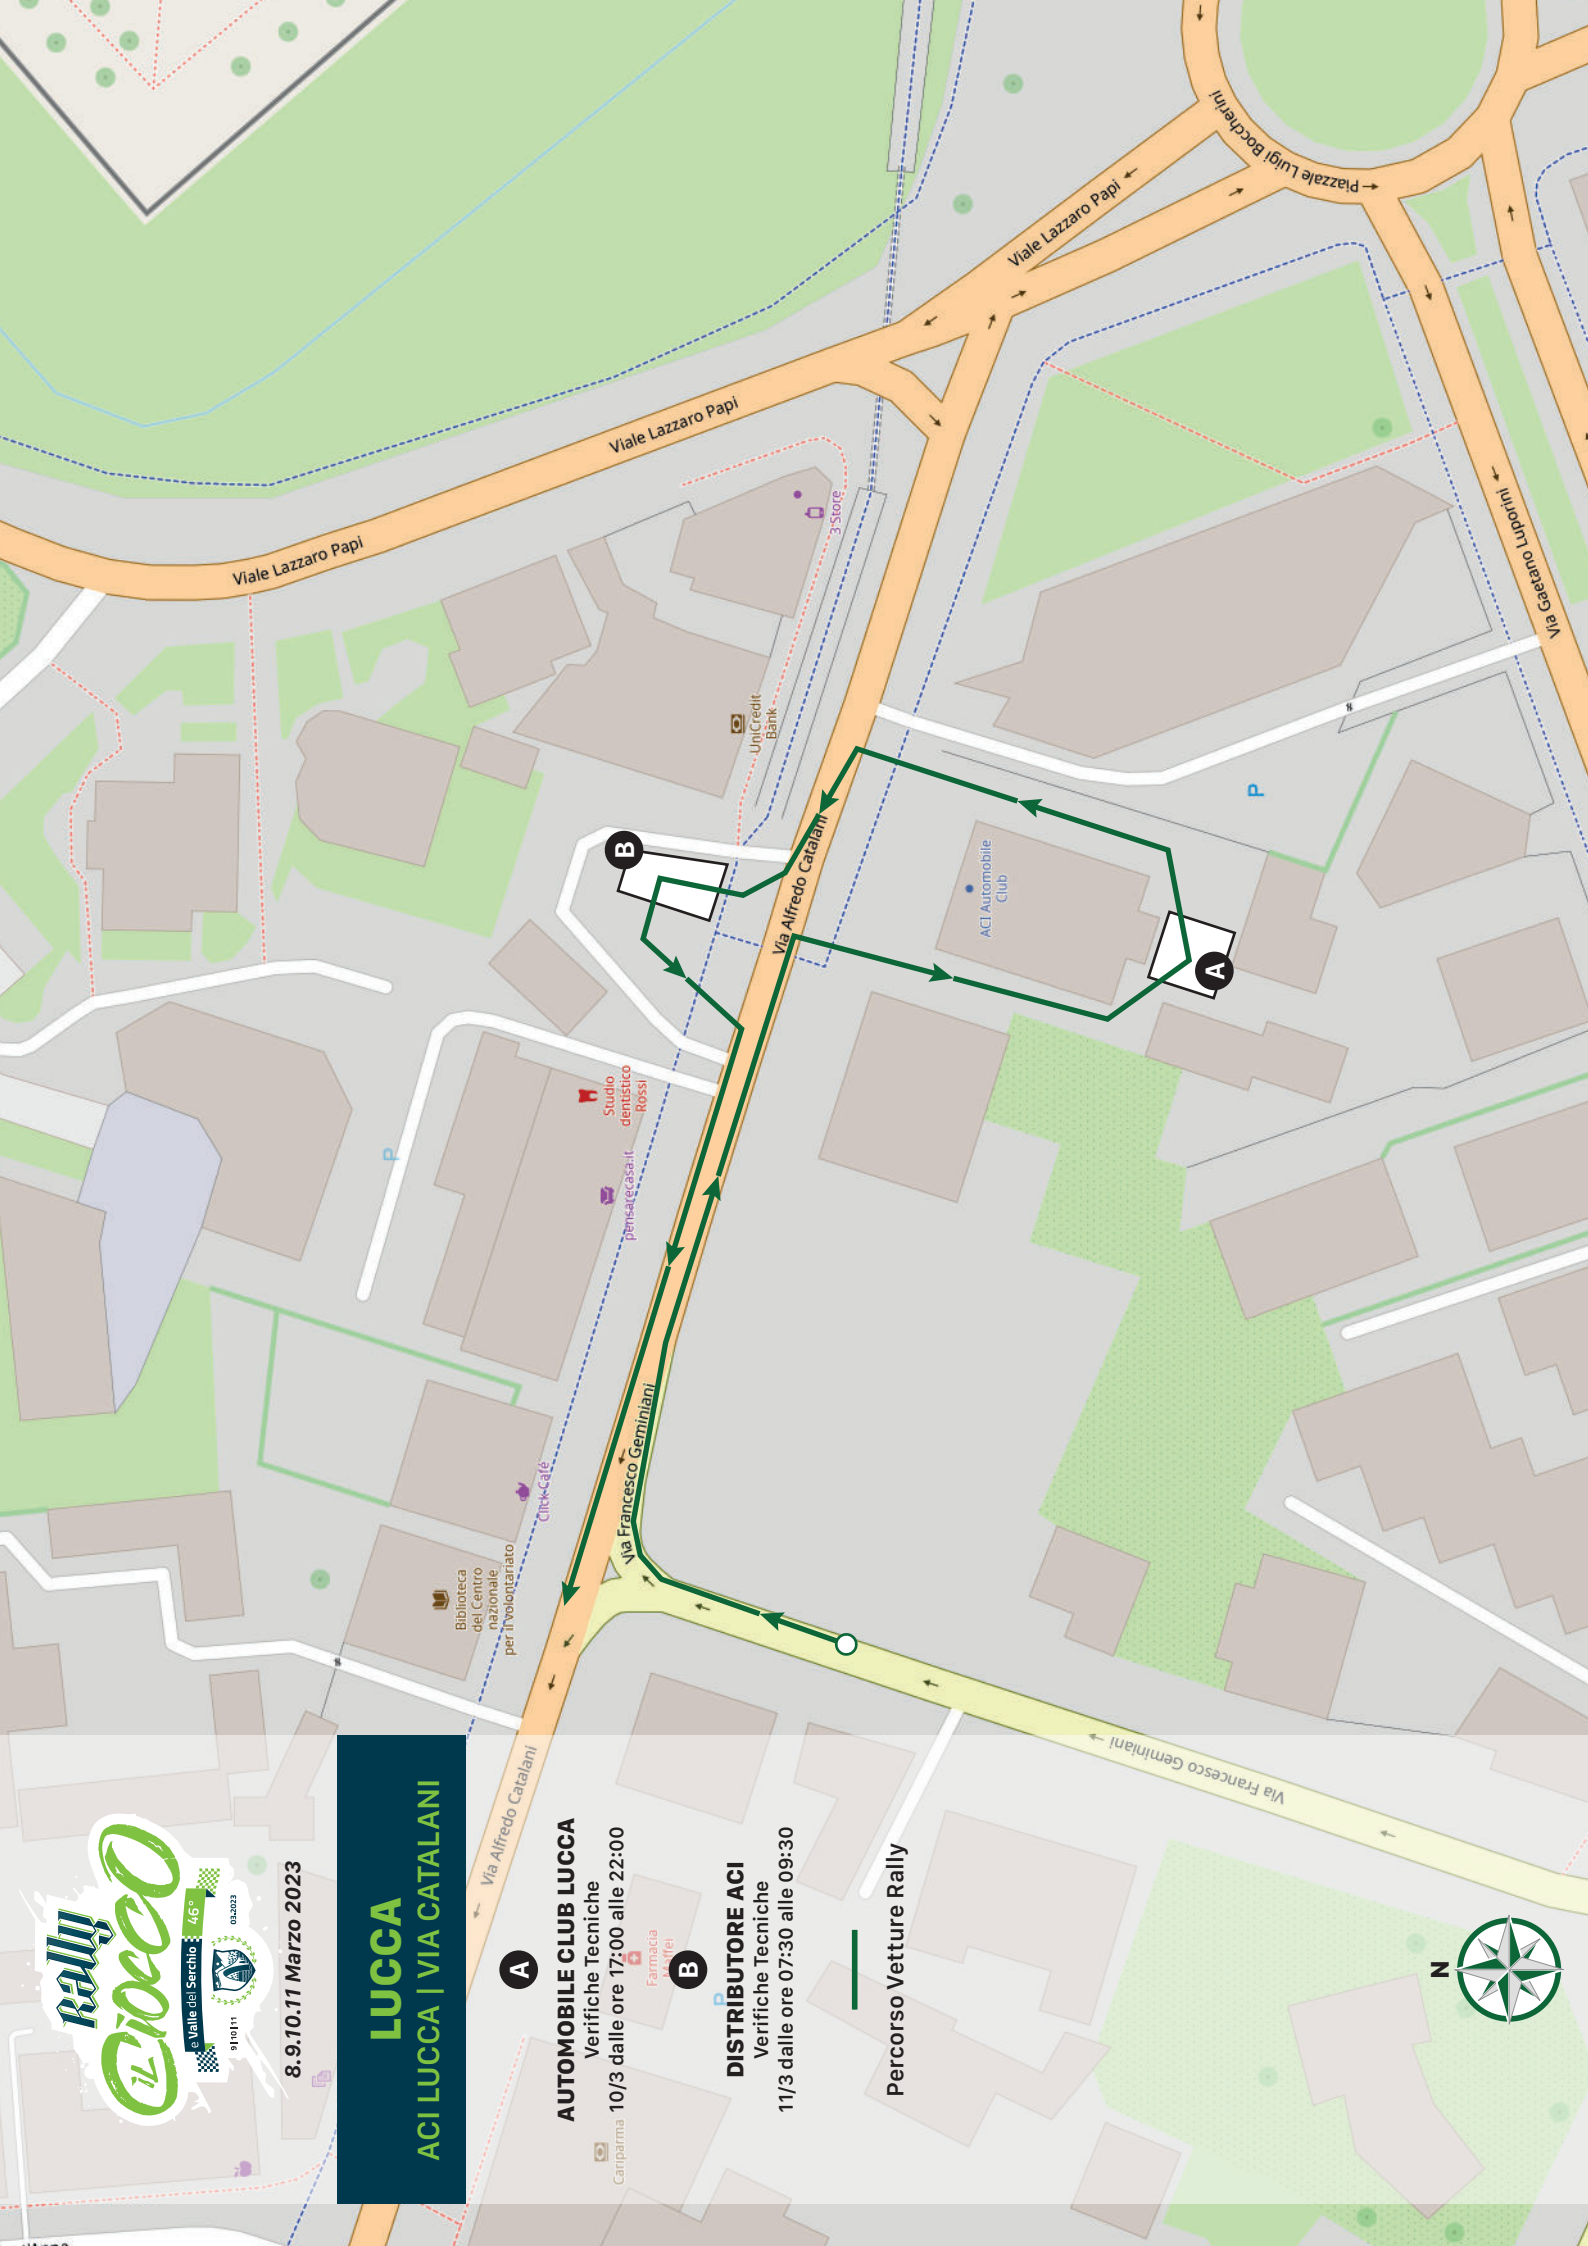 Rally
iL CioccO
e Valle del Serchio
46°
9|10|11
03.2023
8.9.10.11 Marzo 2023
LUCCA
ACI LUCCA | VIA CATALANI
A
AUTOMOBILE CLUB LUCCA
Verifiche Tecniche
10/3 dalle ore 17:00 alle 22:00
B
DISTRIBUTORE ACI
Verifiche Tecniche
11/3 dalle ore 07:30 alle 09:30
Percorso Vetture Rally
N
Via Alfredo Catalani
Farmacia
Maffei
P
Cariparma
Via Francesco Geminiani
Biblioteca
del Centro
nazionale
per il volontariato
Click Cafè
Via Francesco Geminiani
pensarecasa.it
Studio
dentistico
Rossi
P
B
Via Alfredo Catalani
A
ACI Automobile
Club
P
UniCredit
Bank
3 Store
Viale Lazzaro Papi
Viale Lazzaro Papi
Viale Lazzaro Papi
Piazzale Luigi Boccherini
Via Gaetano Luporini